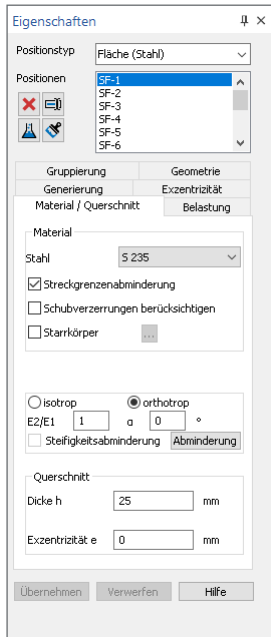 Eigenschaften
Positionstyp Fläche (Stahl)
Positionen SF-1
SF-2
SF-3
SF-4
SF-5
SF-6
Gruppierung Geometrie
Generierung Exzentrizität
Material / Querschnitt Belastung
Material
Stahl S 235
Streckgrenzenabminderung
Schubverzerrungen berücksichtigen
Starrkörper ...
isotrop orthotrop
E2/E1 1 α 0 °
Steifigkeitsabminderung Abminderung
Querschnitt
Dicke h 25 mm
Exzentrizität e 0 mm
Übernehmen Verwerfen Hilfe